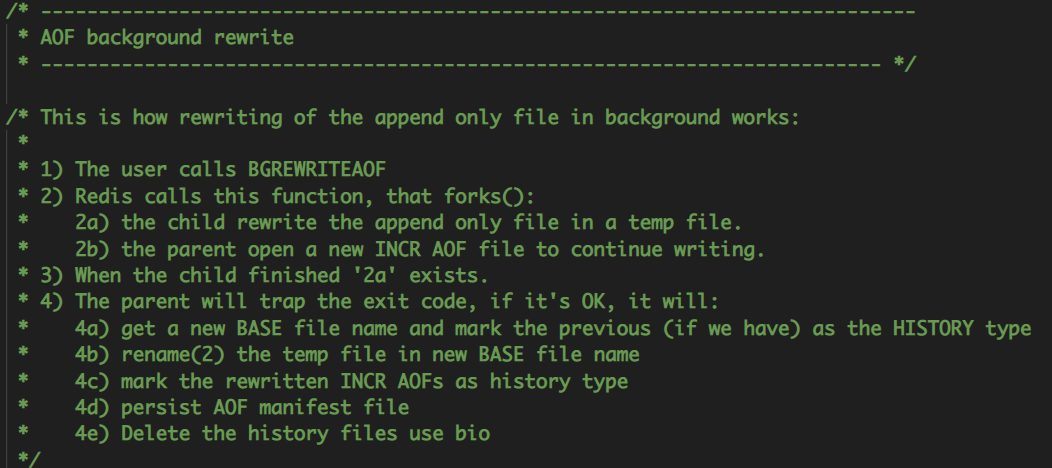 /* ----------------------------------------------------------------------------
 * AOF background rewrite
 * ------------------------------------------------------------------------- */

/* This is how rewriting of the append only file in background works:
 *
 * 1) The user calls BGREWRITEAOF
 * 2) Redis calls this function, that forks():
 *    2a) the child rewrite the append only file in a temp file.
 *    2b) the parent open a new INCR AOF file to continue writing.
 * 3) When the child finished '2a' exists.
 * 4) The parent will trap the exit code, if it's OK, it will:
 *    4a) get a new BASE file name and mark the previous (if we have) as the HISTORY type
 *    4b) rename(2) the temp file in new BASE file name
 *    4c) mark the rewritten INCR AOFs as history type
 *    4d) persist AOF manifest file
 *    4e) Delete the history files use bio
 */